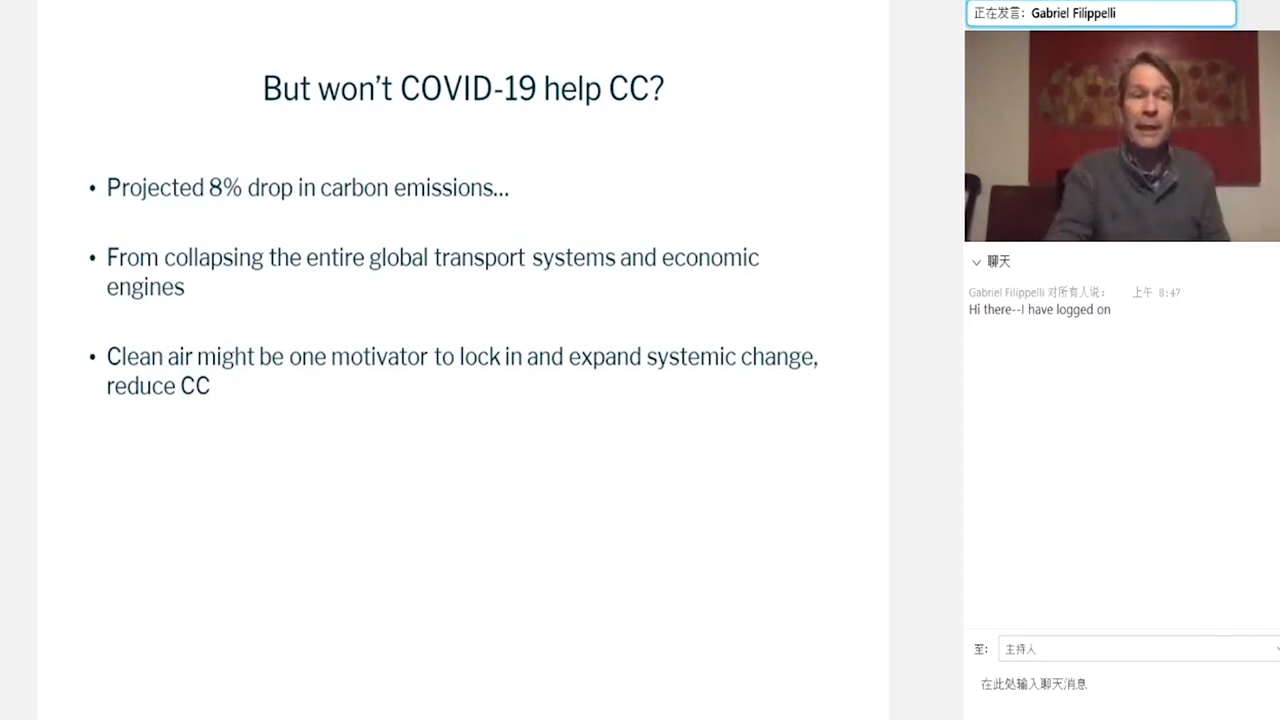 But won't COVID-19 help CC?
• Projected 8% drop in carbon emissions...
• From collapsing the entire global transport systems and economic
engines
• Clean air might be one motivator to lock in and expand systemic change,
reduce CC
正在发言: Gabriel Filippelli
聊天
Gabriel Filippelli 对所有人说: 上午 8:47
Hi there--I have logged on
至: 主持人
在此处输入聊天消息